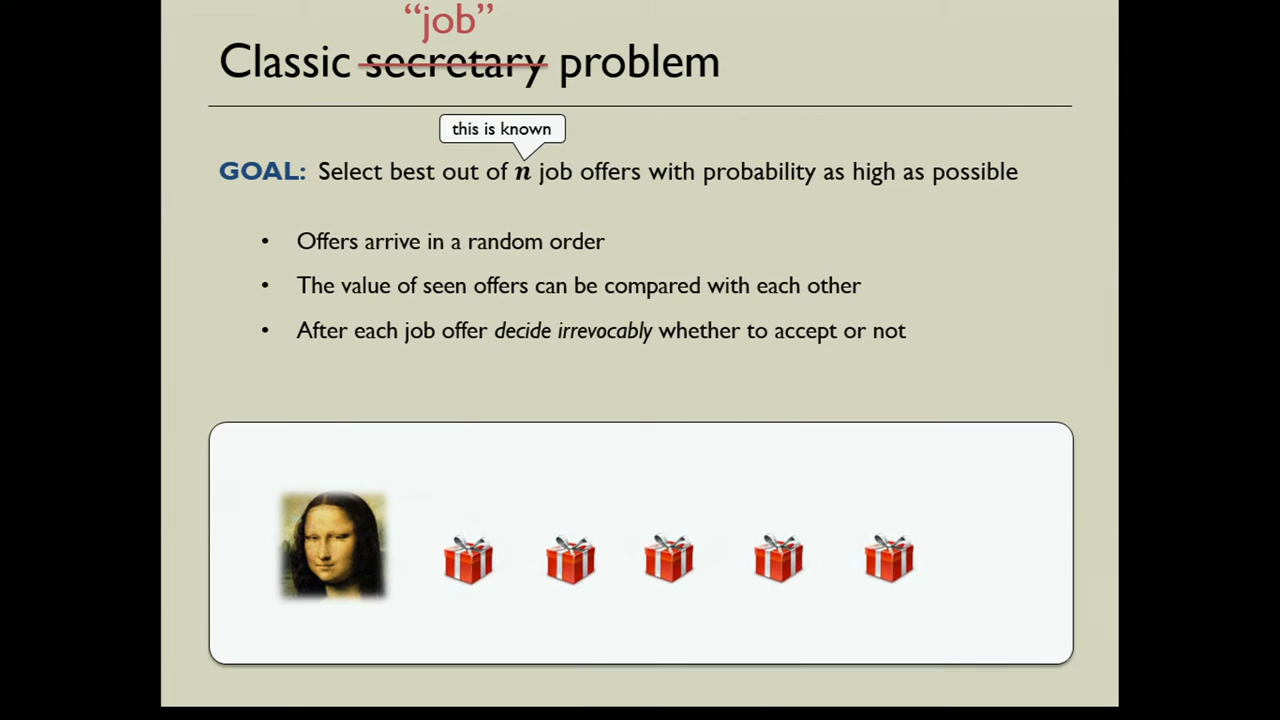 “job”
Classic secretary problem
this is known
GOAL: Select best out of n job offers with probability as high as possible
• Offers arrive in a random order
• The value of seen offers can be compared with each other
• After each job offer decide irrevocably whether to accept or not